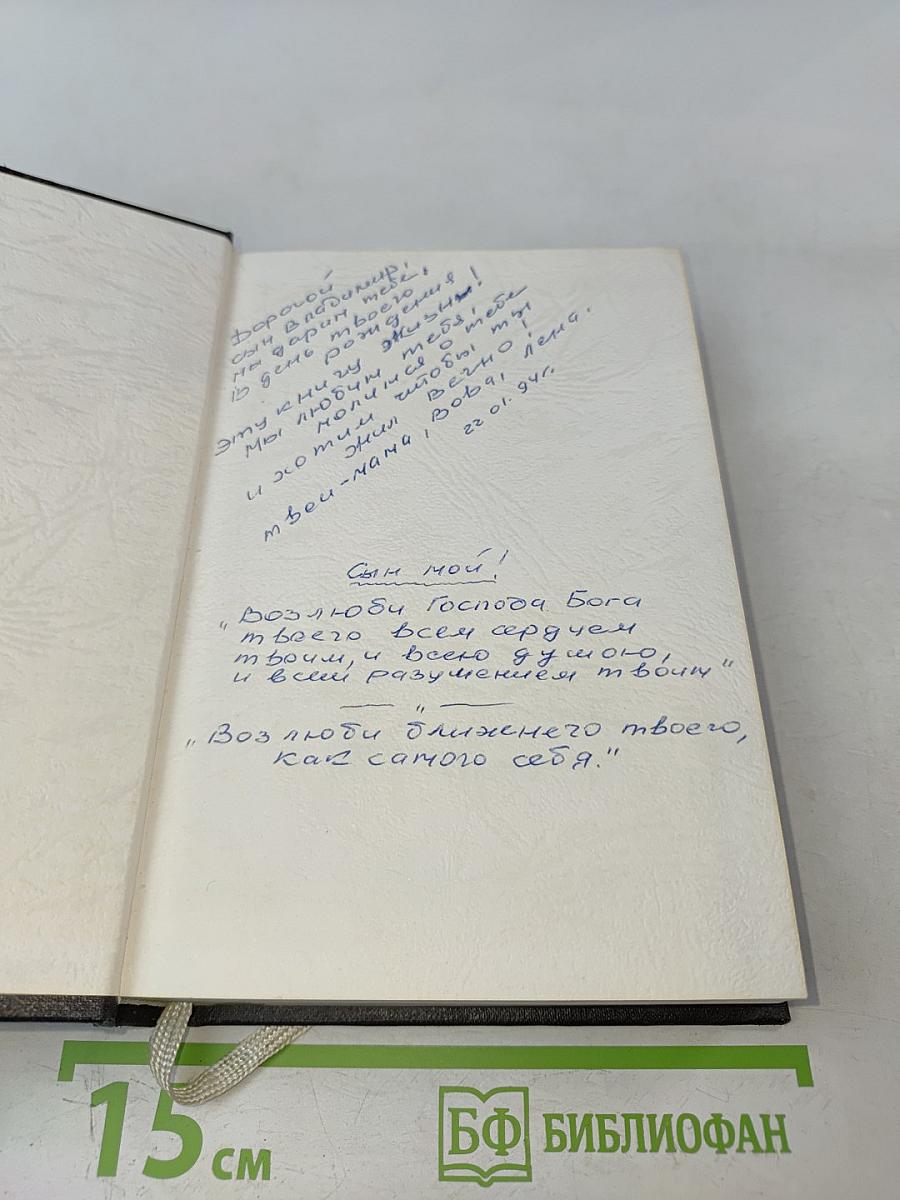 Дорогой
сын Владимир,
мы дарим тебе,
в день твоего
рождения
эту книгу жизни!
Мы любим тебя,
молимся о тебе
и хотим чтобы ты
жил вечно!
твои - мама, Вова, Лена.
22 01. 94г.
Сын мой!
„Возлюби Господа Бога
твоего всем сердцем
твоим, и всею душою,
и всем разумением твоим"
— " —
„Возлюби ближнего твоего,
как самого себя."
15 см
БФ БИБЛИОФАН